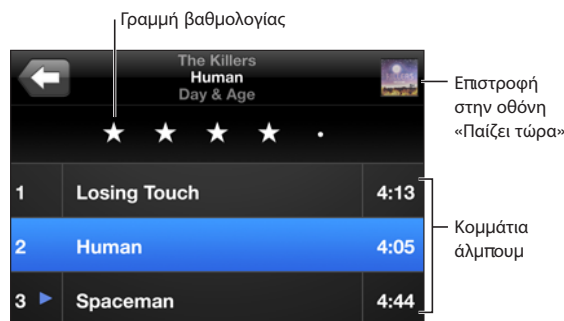 Γραμμή βαθμολογίας
The Killers
Human
Day & Age
Επιστροφή
στην οθόνη
«Παίζει τώρα»
1 Losing Touch 4:13
2 Human 4:05
3 Spaceman 4:44
Κομμάτια
άλμπουμ